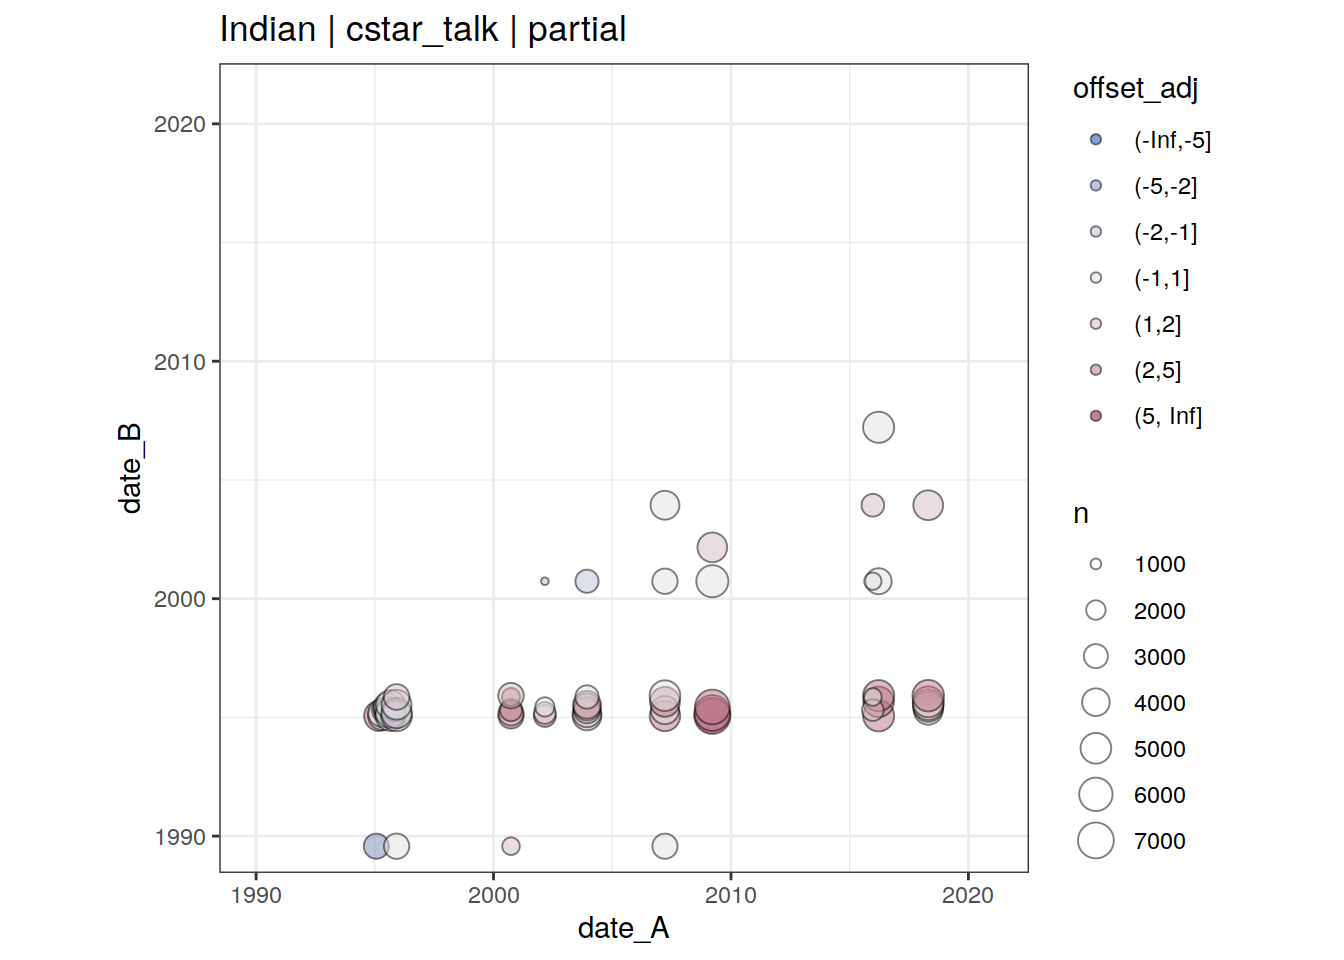 Indian | cstar_talk | partial
2020
2010
2000
1990
date_B
1990
2000
2010
2020
date_A
offset_adj
(-Inf,-5]
(-5,-2]
(-2,-1]
(-1,1]
(1,2]
(2,5]
(5, Inf]
n
1000
2000
3000
4000
5000
6000
7000